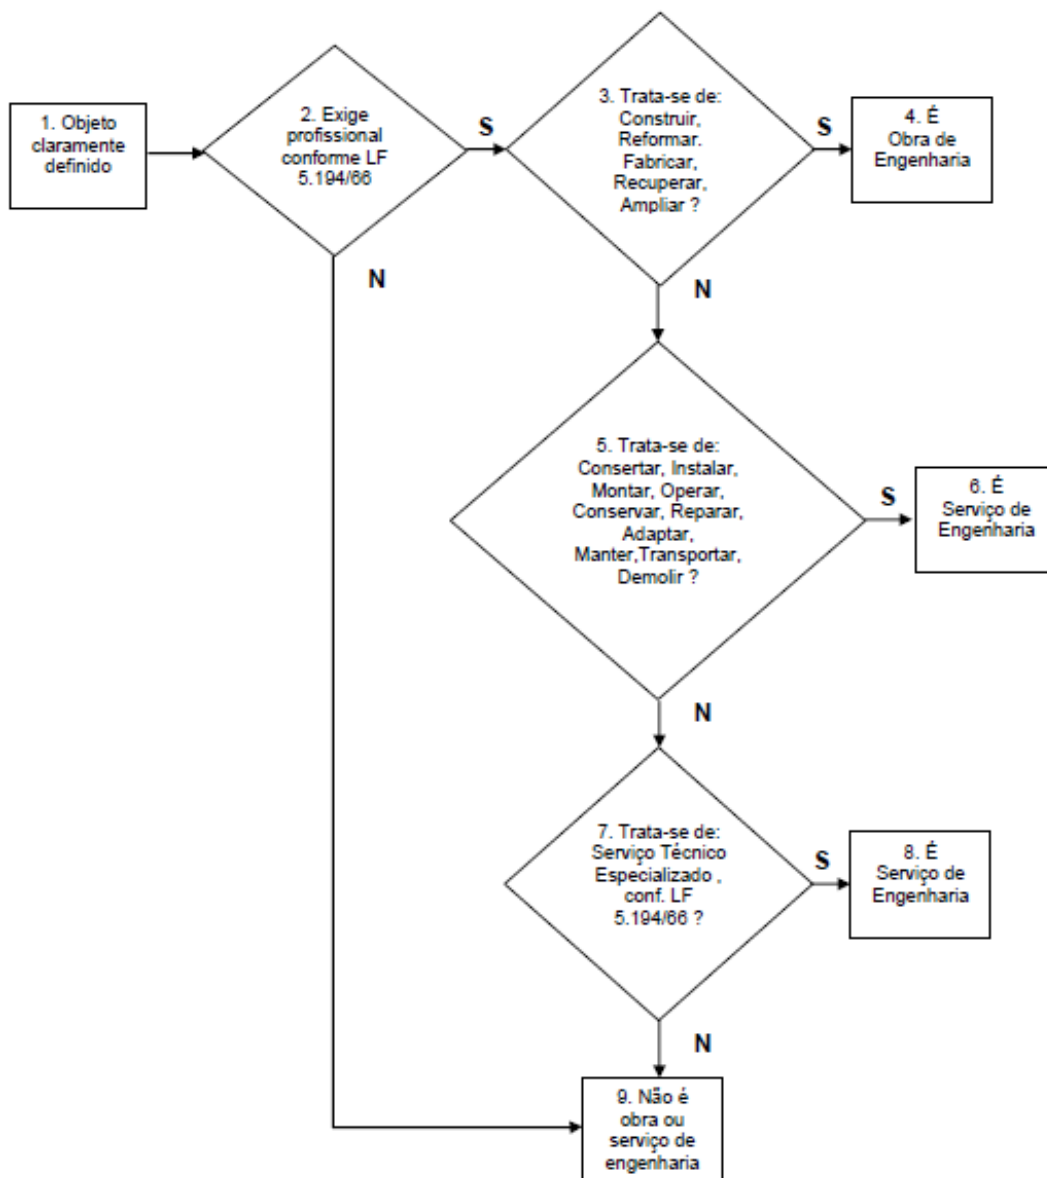 1. Objeto
claramente
definido
2. Exige
profissional
conforme LF
5.194/66
S
3. Trata-se de:
Construir,
Reformar.
Fabricar,
Recuperar,
Ampliar ?
S
4. É
Obra de
Engenharia
N
N
5. Trata-se de:
Consertar, Instalar,
Montar, Operar,
Conservar, Reparar,
Adaptar,
Manter,Transportar,
Demolir ?
S
6. É
Serviço de
Engenharia
N
7. Trata-se de:
Serviço Técnico
Especializado ,
conf. LF
5.194/66 ?
S
8. É
Serviço de
Engenharia
N
9. Não é
obra ou
serviço de
engenharia